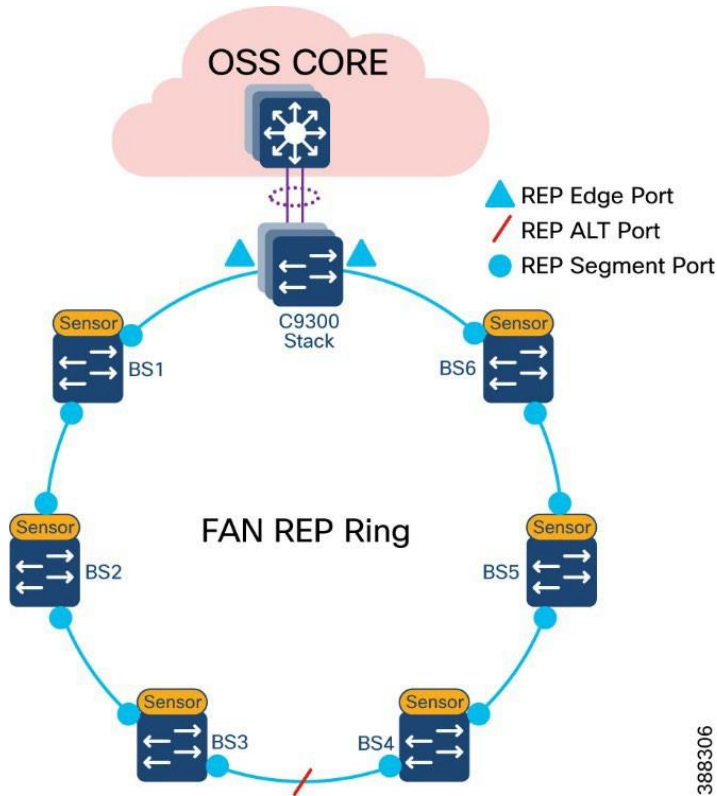 OSS CORE
REP Edge Port
REP ALT Port
REP Segment Port
C9300
Stack
Sensor
BS1
Sensor
BS6
Sensor
BS2
FAN REP Ring
Sensor
BS5
Sensor
BS3
Sensor
BS4
388306